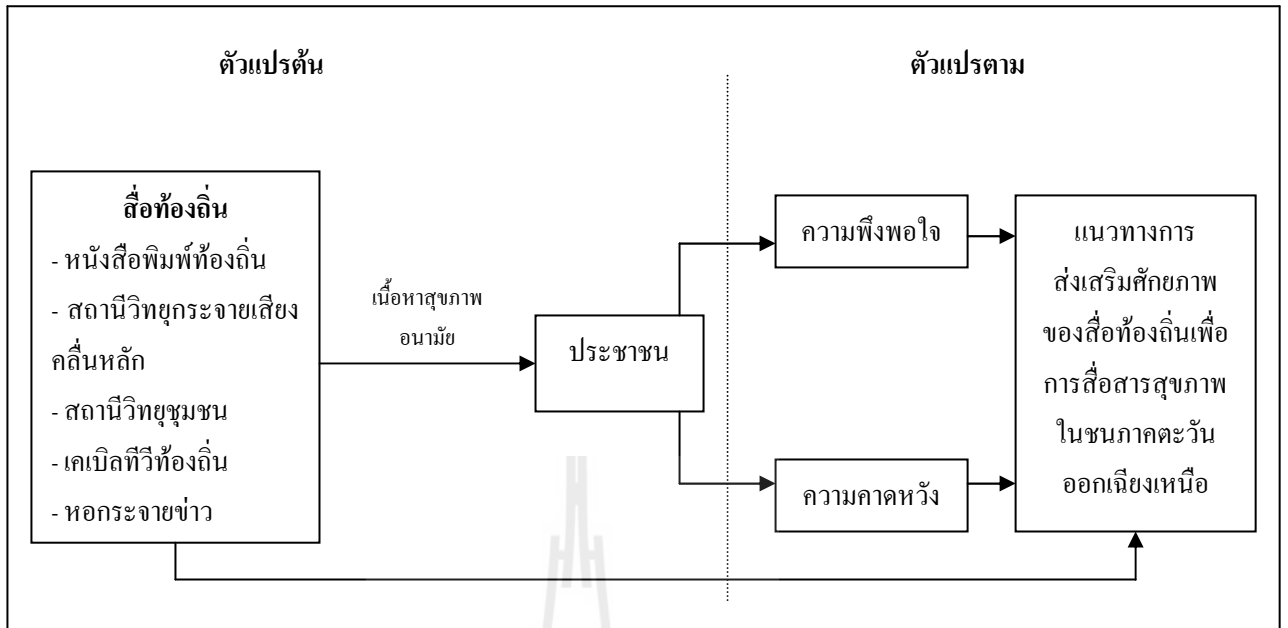 ตัวแปรต้น
ตัวแปรตาม
สื่อท้องถิ่น
- หนังสือพิมพ์ท้องถิ่น
- สถานีวิทยุกระจายเสียง
คลื่นหลัก
- สถานีวิทยุชุมชน
- เคเบิลทีวีท้องถิ่น
- หอกระจายข่าว
เนื้อหาสุขภาพ
อนามัย
ประชาชน
ความพึงพอใจ
ความคาดหวัง
แนวทางการ
ส่งเสริมศักยภาพ
ของสื่อท้องถิ่นเพื่อ
การสื่อสารสุขภาพ
ในชนภาคตะวัน
ออกเฉียงเหนือ